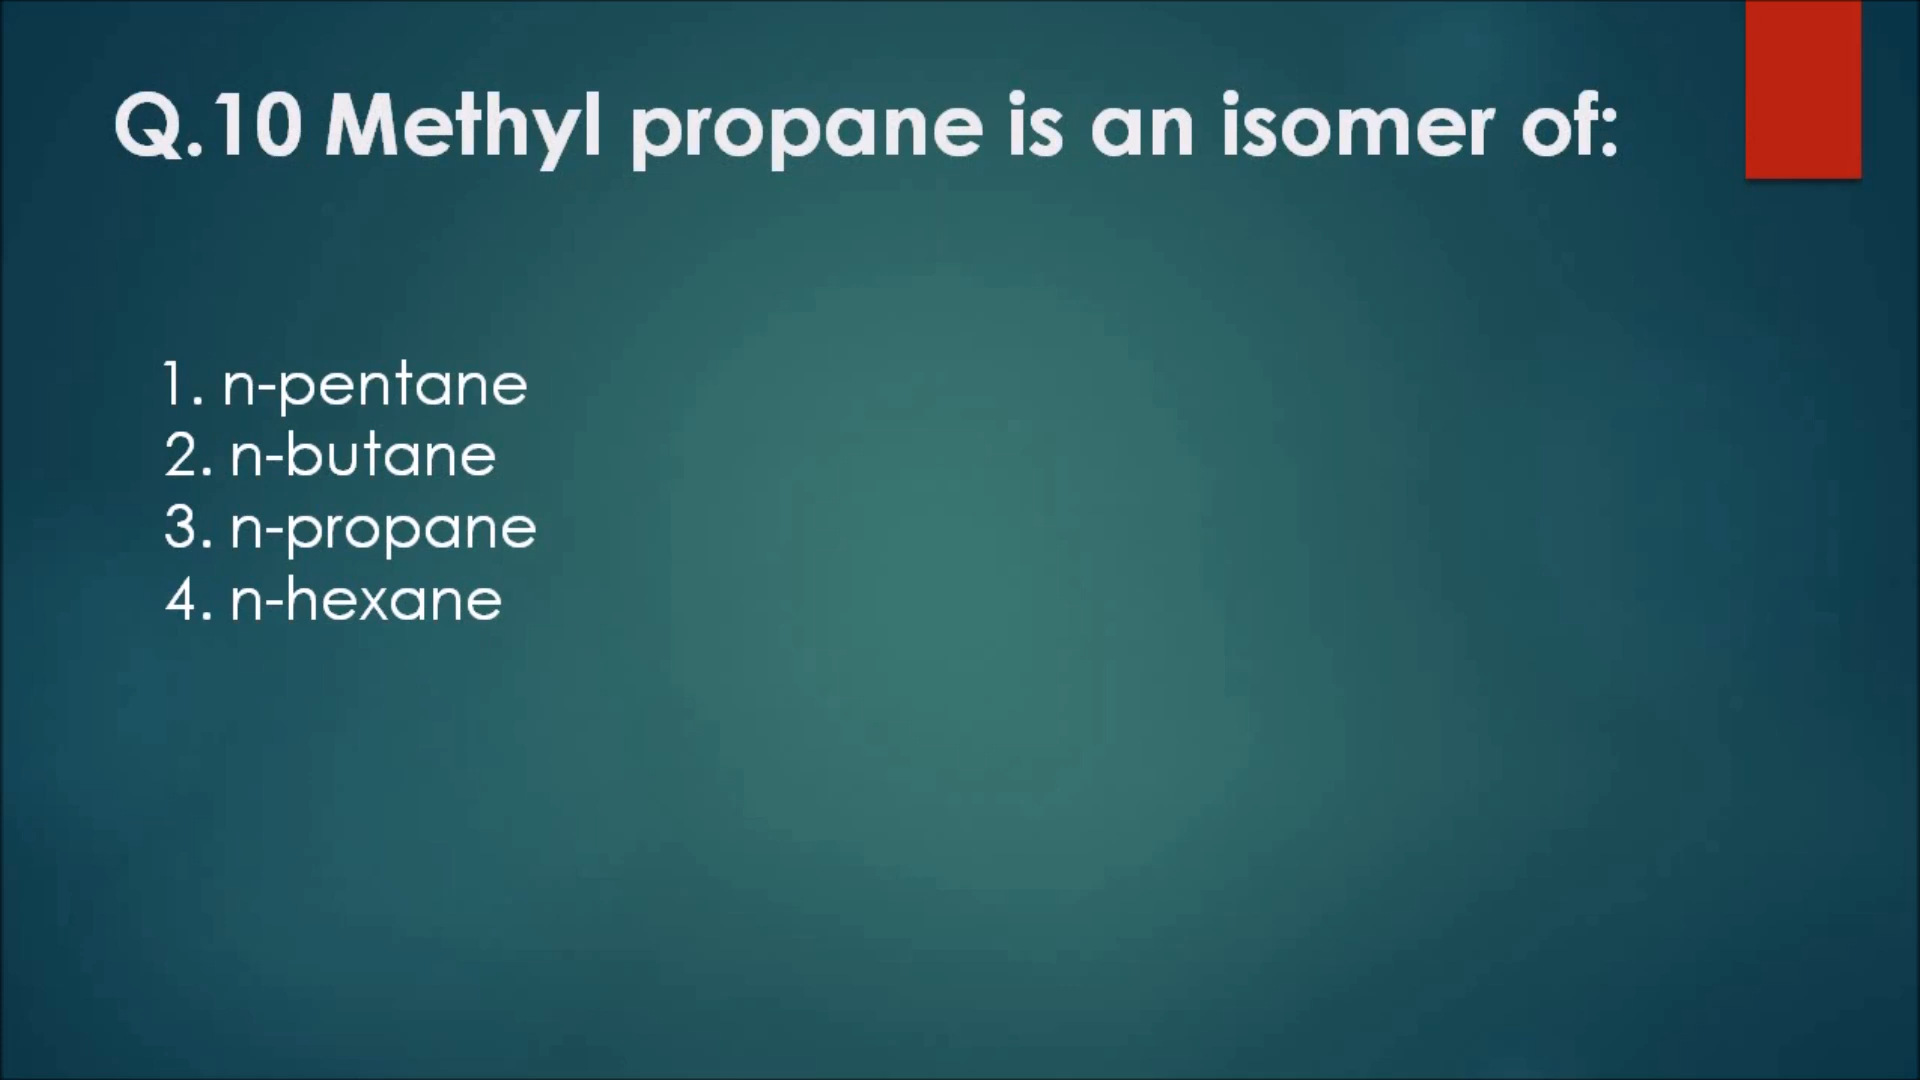 Q.10 Methyl propane is an isomer of:
1. n-pentane
2. n-butane
3. n-propane
4. n-hexane